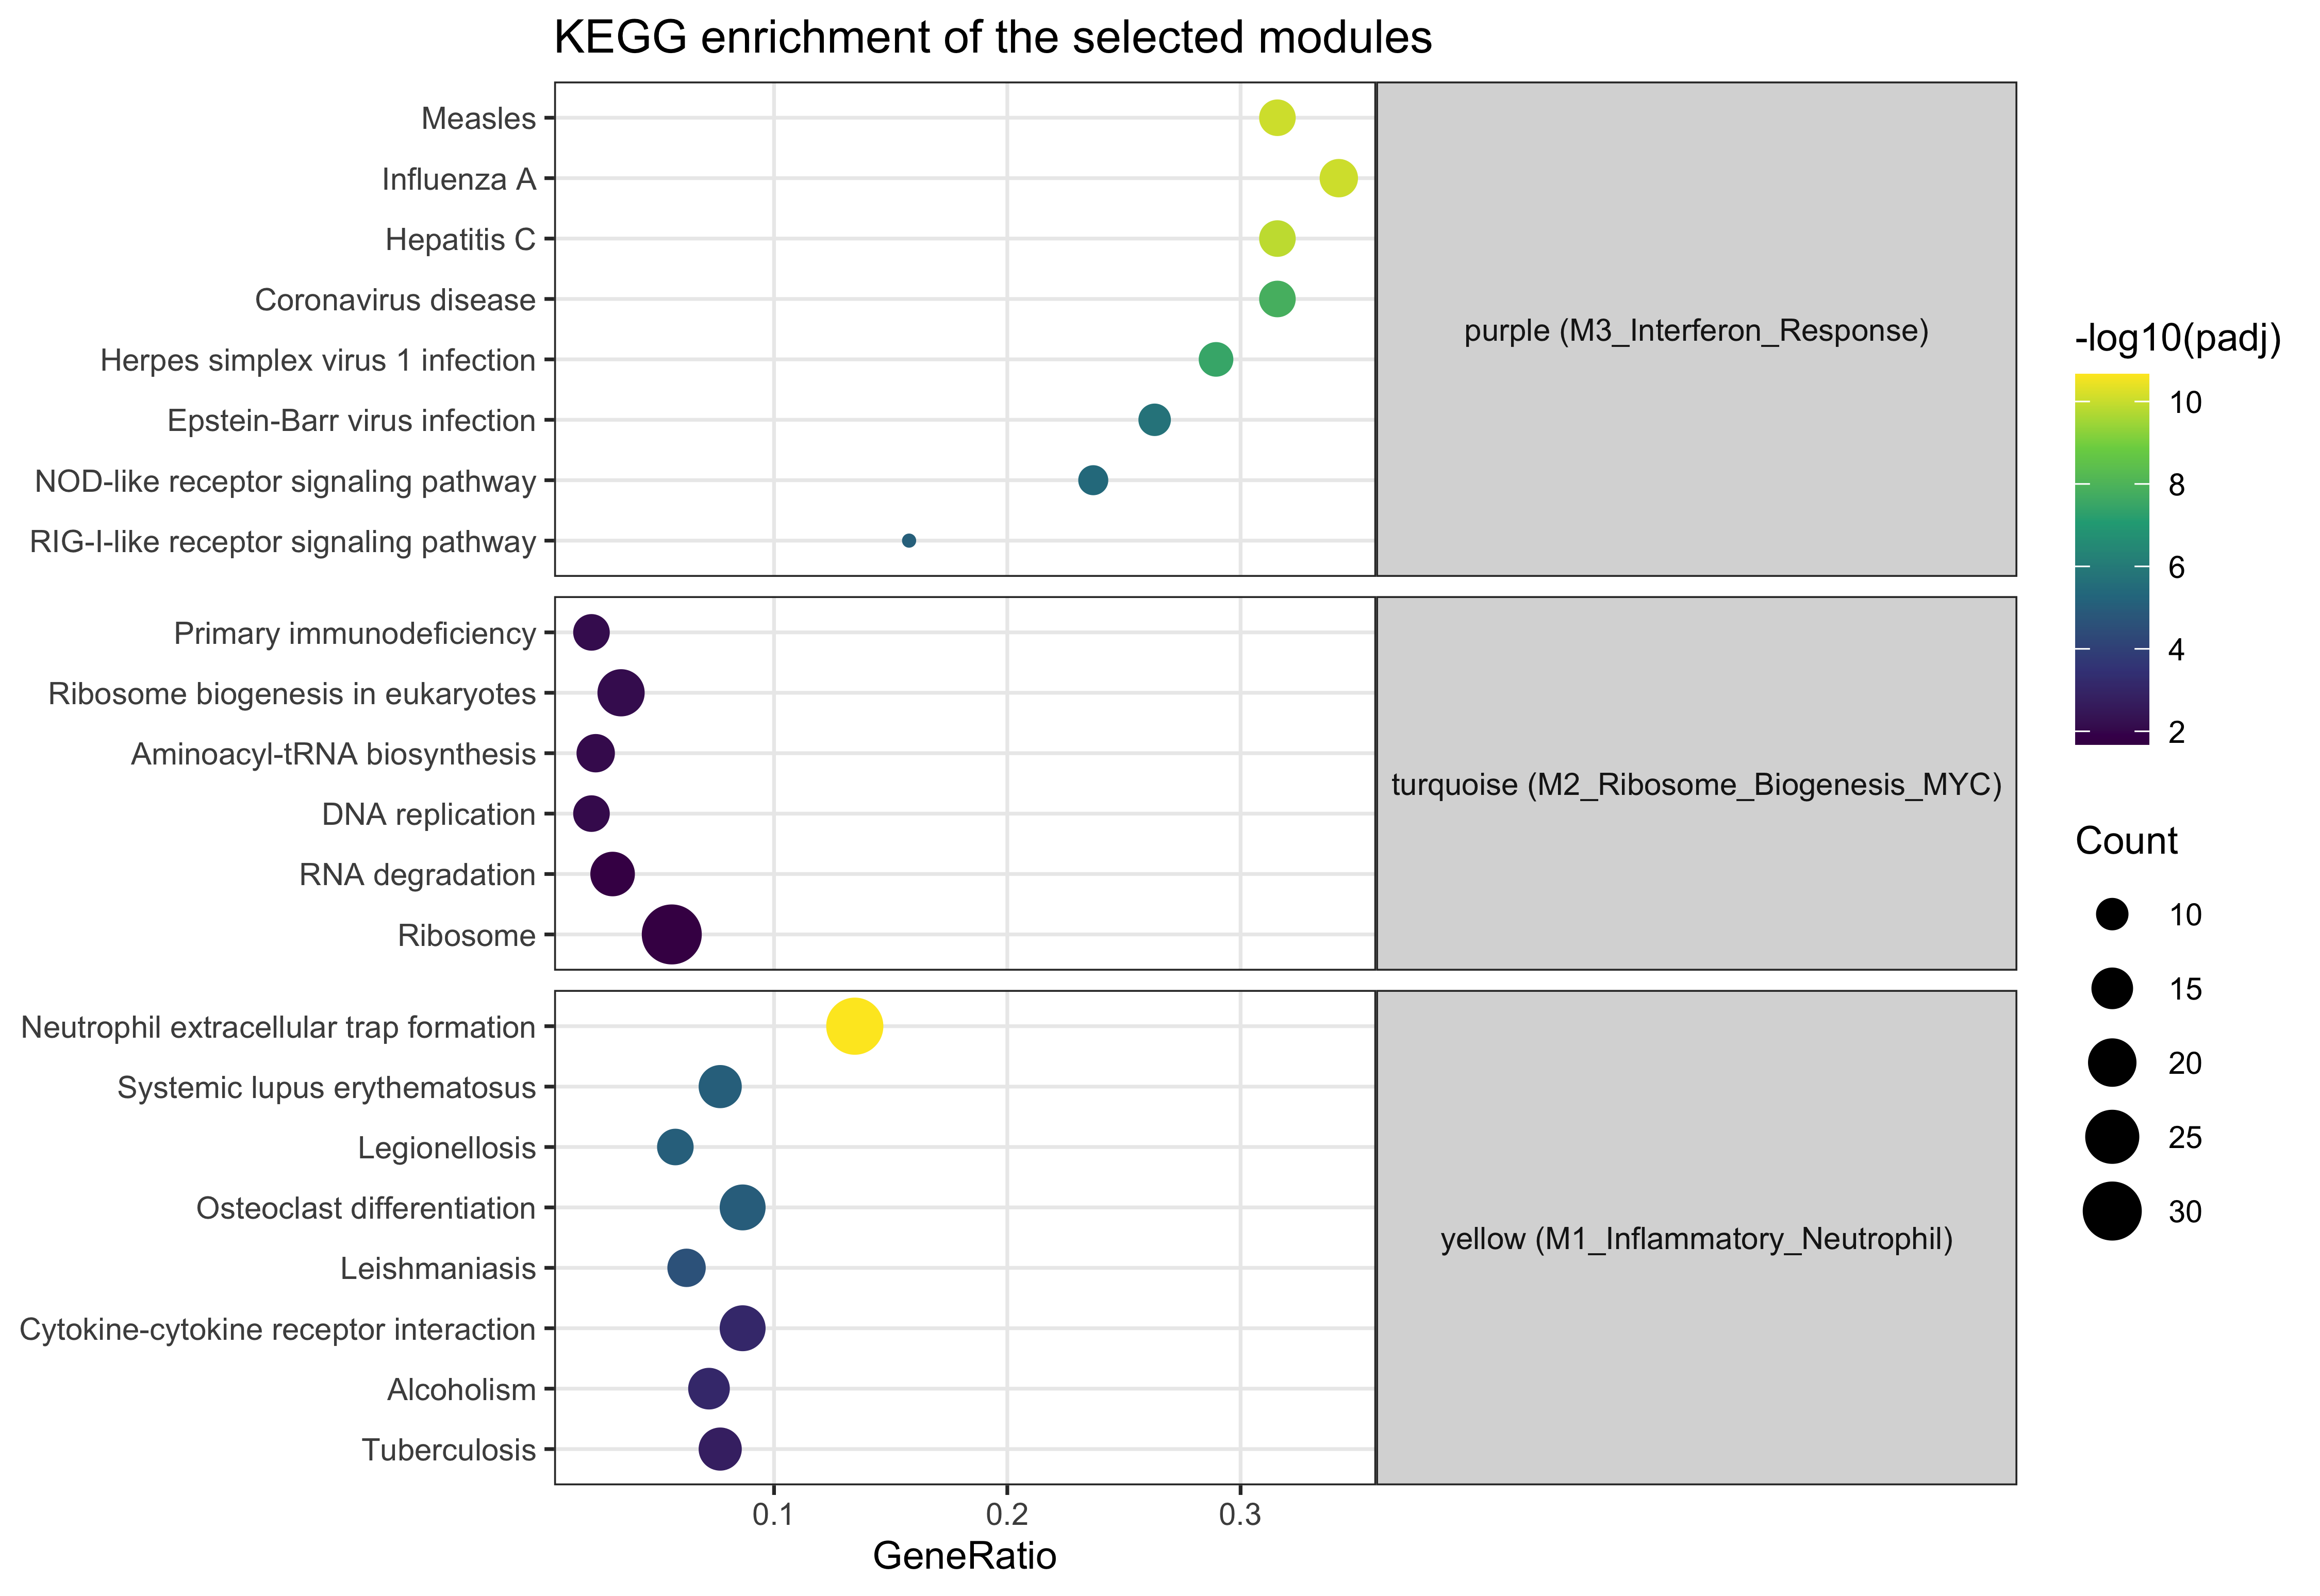 KEGG enrichment of the selected modules
Measles
Influenza A
Hepatitis C
Coronavirus disease
Herpes simplex virus 1 infection
Epstein-Barr virus infection
NOD-like receptor signaling pathway
RIG-I-like receptor signaling pathway
purple (M3_Interferon_Response)
Primary immunodeficiency
Ribosome biogenesis in eukaryotes
Aminoacyl-tRNA biosynthesis
DNA replication
RNA degradation
Ribosome
turquoise (M2_Ribosome_Biogenesis_MYC)
Neutrophil extracellular trap formation
Systemic lupus erythematosus
Legionellosis
Osteoclast differentiation
Leishmaniasis
Cytokine-cytokine receptor interaction
Alcoholism
Tuberculosis
yellow (M1_Inflammatory_Neutrophil)
0.1 0.2 0.3
GeneRatio
-log10(padj)
10
8
6
4
2
Count
10
15
20
25
30